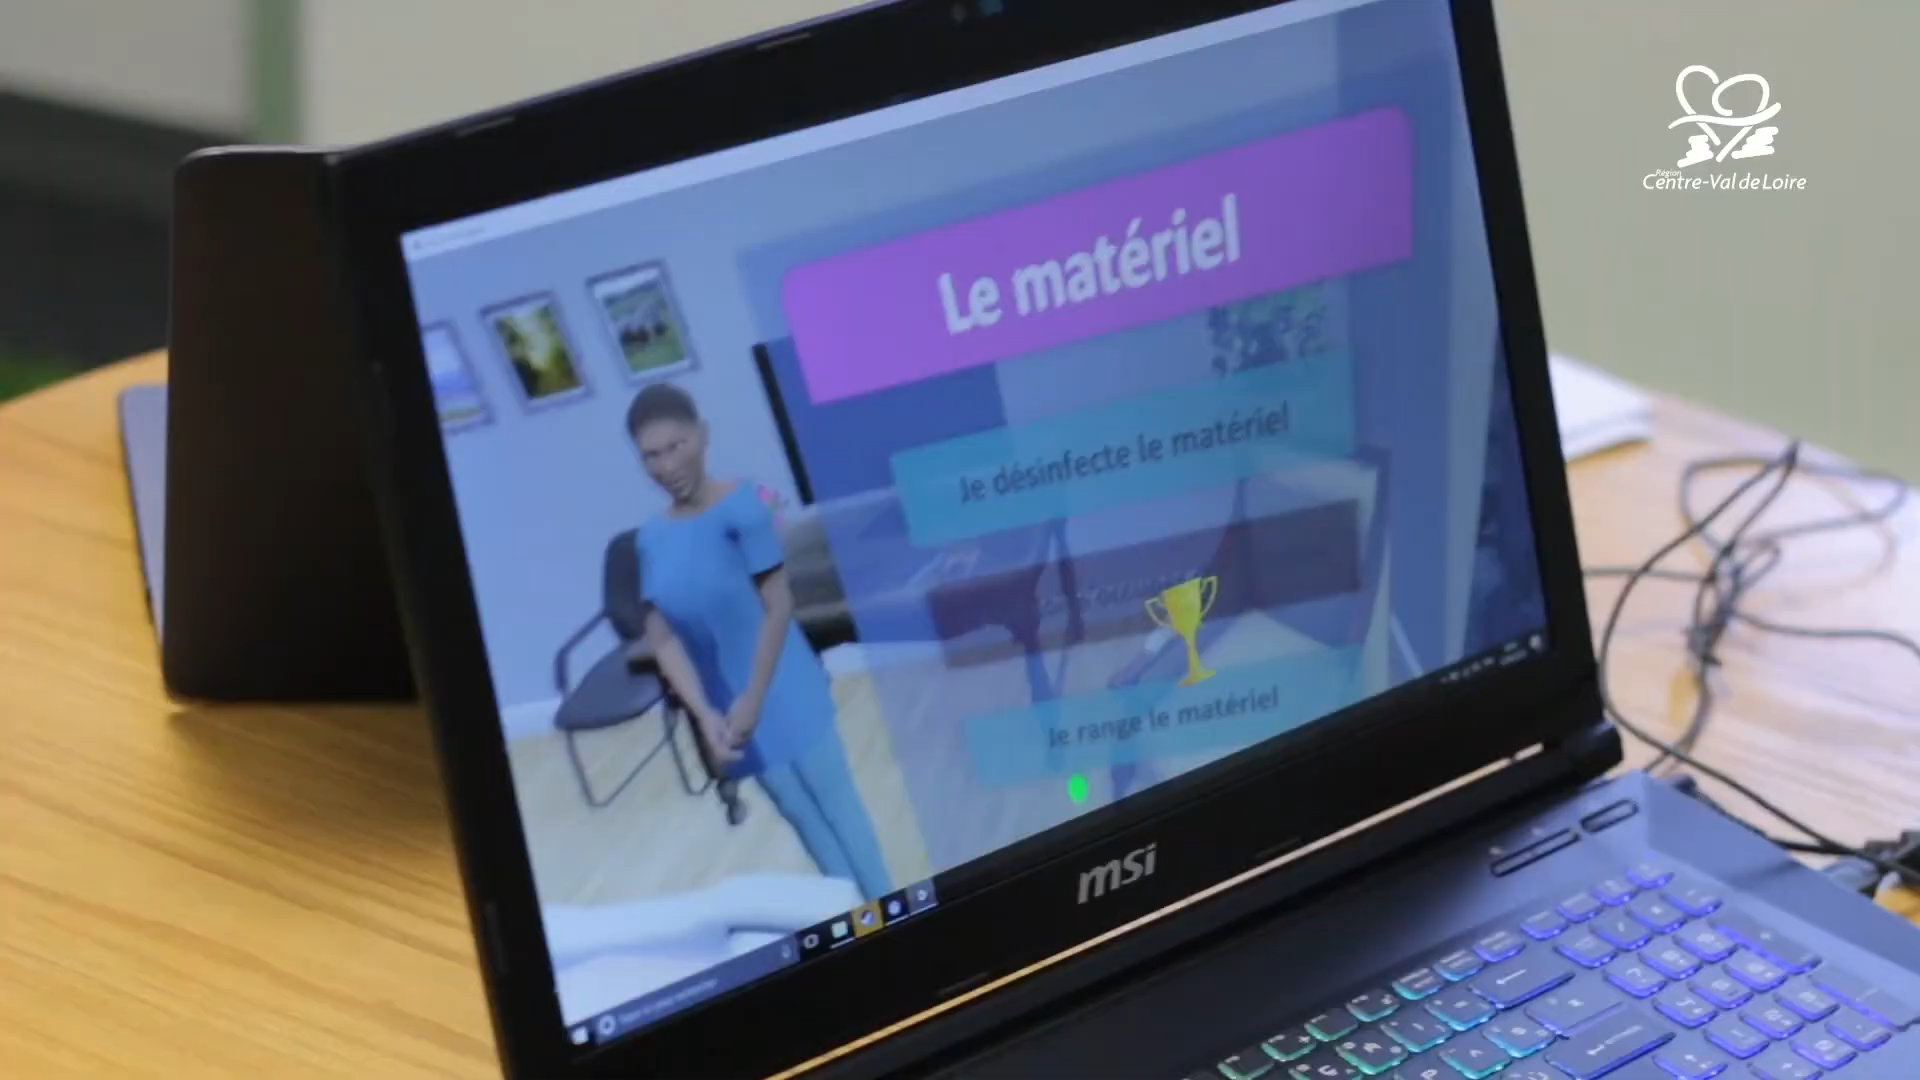 Région
Centre-Val de Loire
Le matériel
Je désinfecte le matériel
Je range le matériel
msi